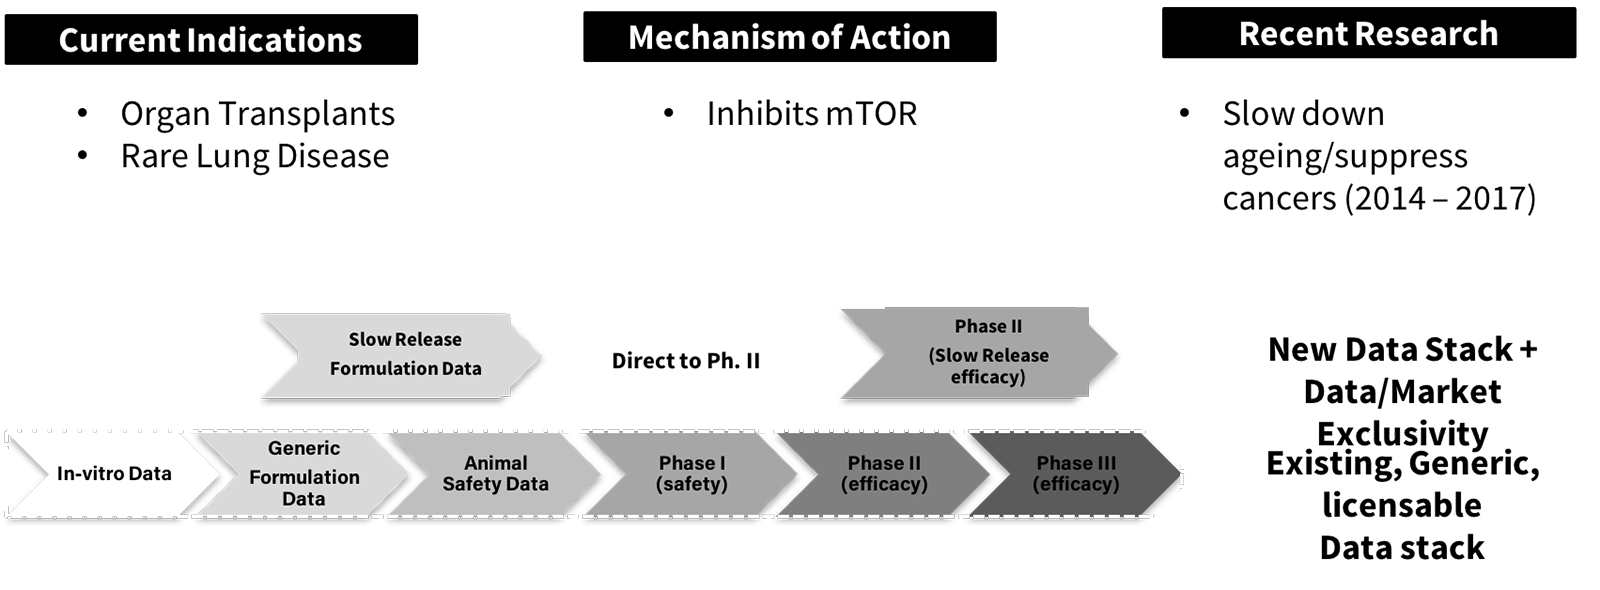 Current Indications
Mechanism of Action
Recent Research
• Organ Transplants
• Rare Lung Disease
• Inhibits mTOR
• Slow down
ageing/suppress
cancers (2014 – 2017)
Slow Release
Formulation Data
Direct to Ph. II
Phase II
(Slow Release
efficacy)
New Data Stack +
Data/Market
Exclusivity
In-vitro Data
Generic
Formulation
Data
Animal
Safety Data
Phase I
(safety)
Phase II
(efficacy)
Phase III
(efficacy)
Existing, Generic,
licensable
Data stack